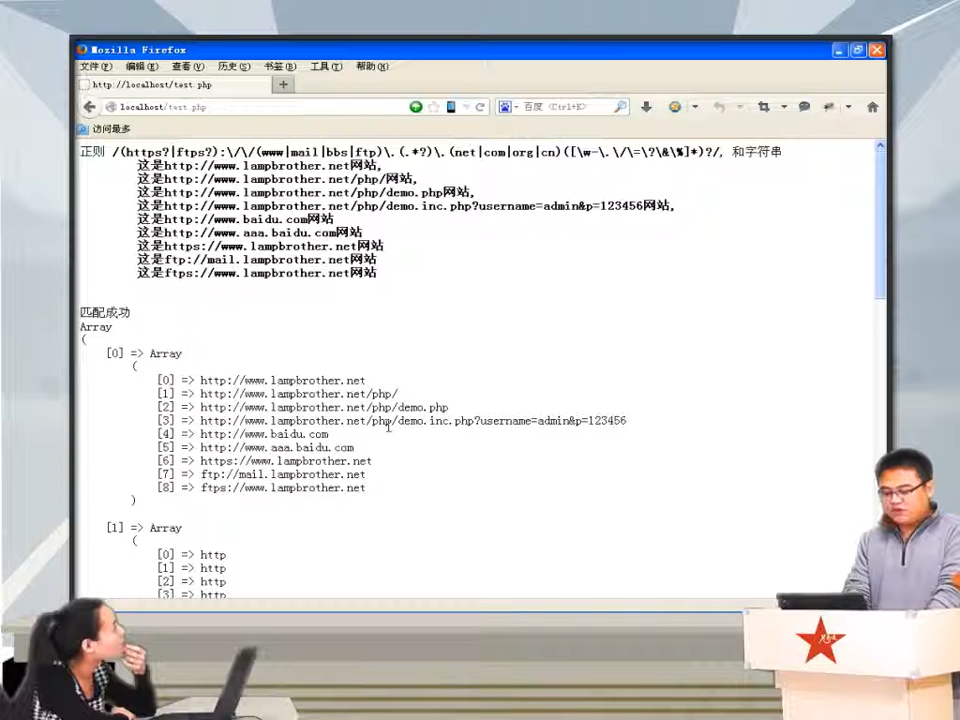 Mozilla Firefox
文件(F) 编辑(E) 查看(V) 历史(S) 书签(B) 工具(T) 帮助(H)
http://localhost/test.php
localhost/test.php 百度 <Ctrl+K>
访问最多
正则 /(https?|ftps?):\/\/(www|mail|bbs|ftp)\.(.*?)\.(net|com|org|cn)([\w-\.\/\=\?\&\%]*)?/, 和字符串
这是http://www.lampbrother.net网站,
这是http://www.lampbrother.net/php/网站,
这是http://www.lampbrother.net/php/demo.php网站,
这是http://www.lampbrother.net/php/demo.inc.php?username=admin&p=123456网站,
这是http://www.baidu.com网站
这是http://www.aaa.baidu.com网站
这是https://www.lampbrother.net网站
这是ftp://mail.lampbrother.net网站
这是ftps://www.lampbrother.net网站
匹配成功
Array
(
[0] => Array
(
[0] => http://www.lampbrother.net
[1] => http://www.lampbrother.net/php/
[2] => http://www.lampbrother.net/php/demo.php
[3] => http://www.lampbrother.net/php/demo.inc.php?username=admin&p=123456
[4] => http://www.baidu.com
[5] => http://www.aaa.baidu.com
[6] => https://www.lampbrother.net
[7] => ftp://mail.lampbrother.net
[8] => ftps://www.lampbrother.net
)
[1] => Array
(
[0] => http
[1] => http
[2] => http
[3] => http